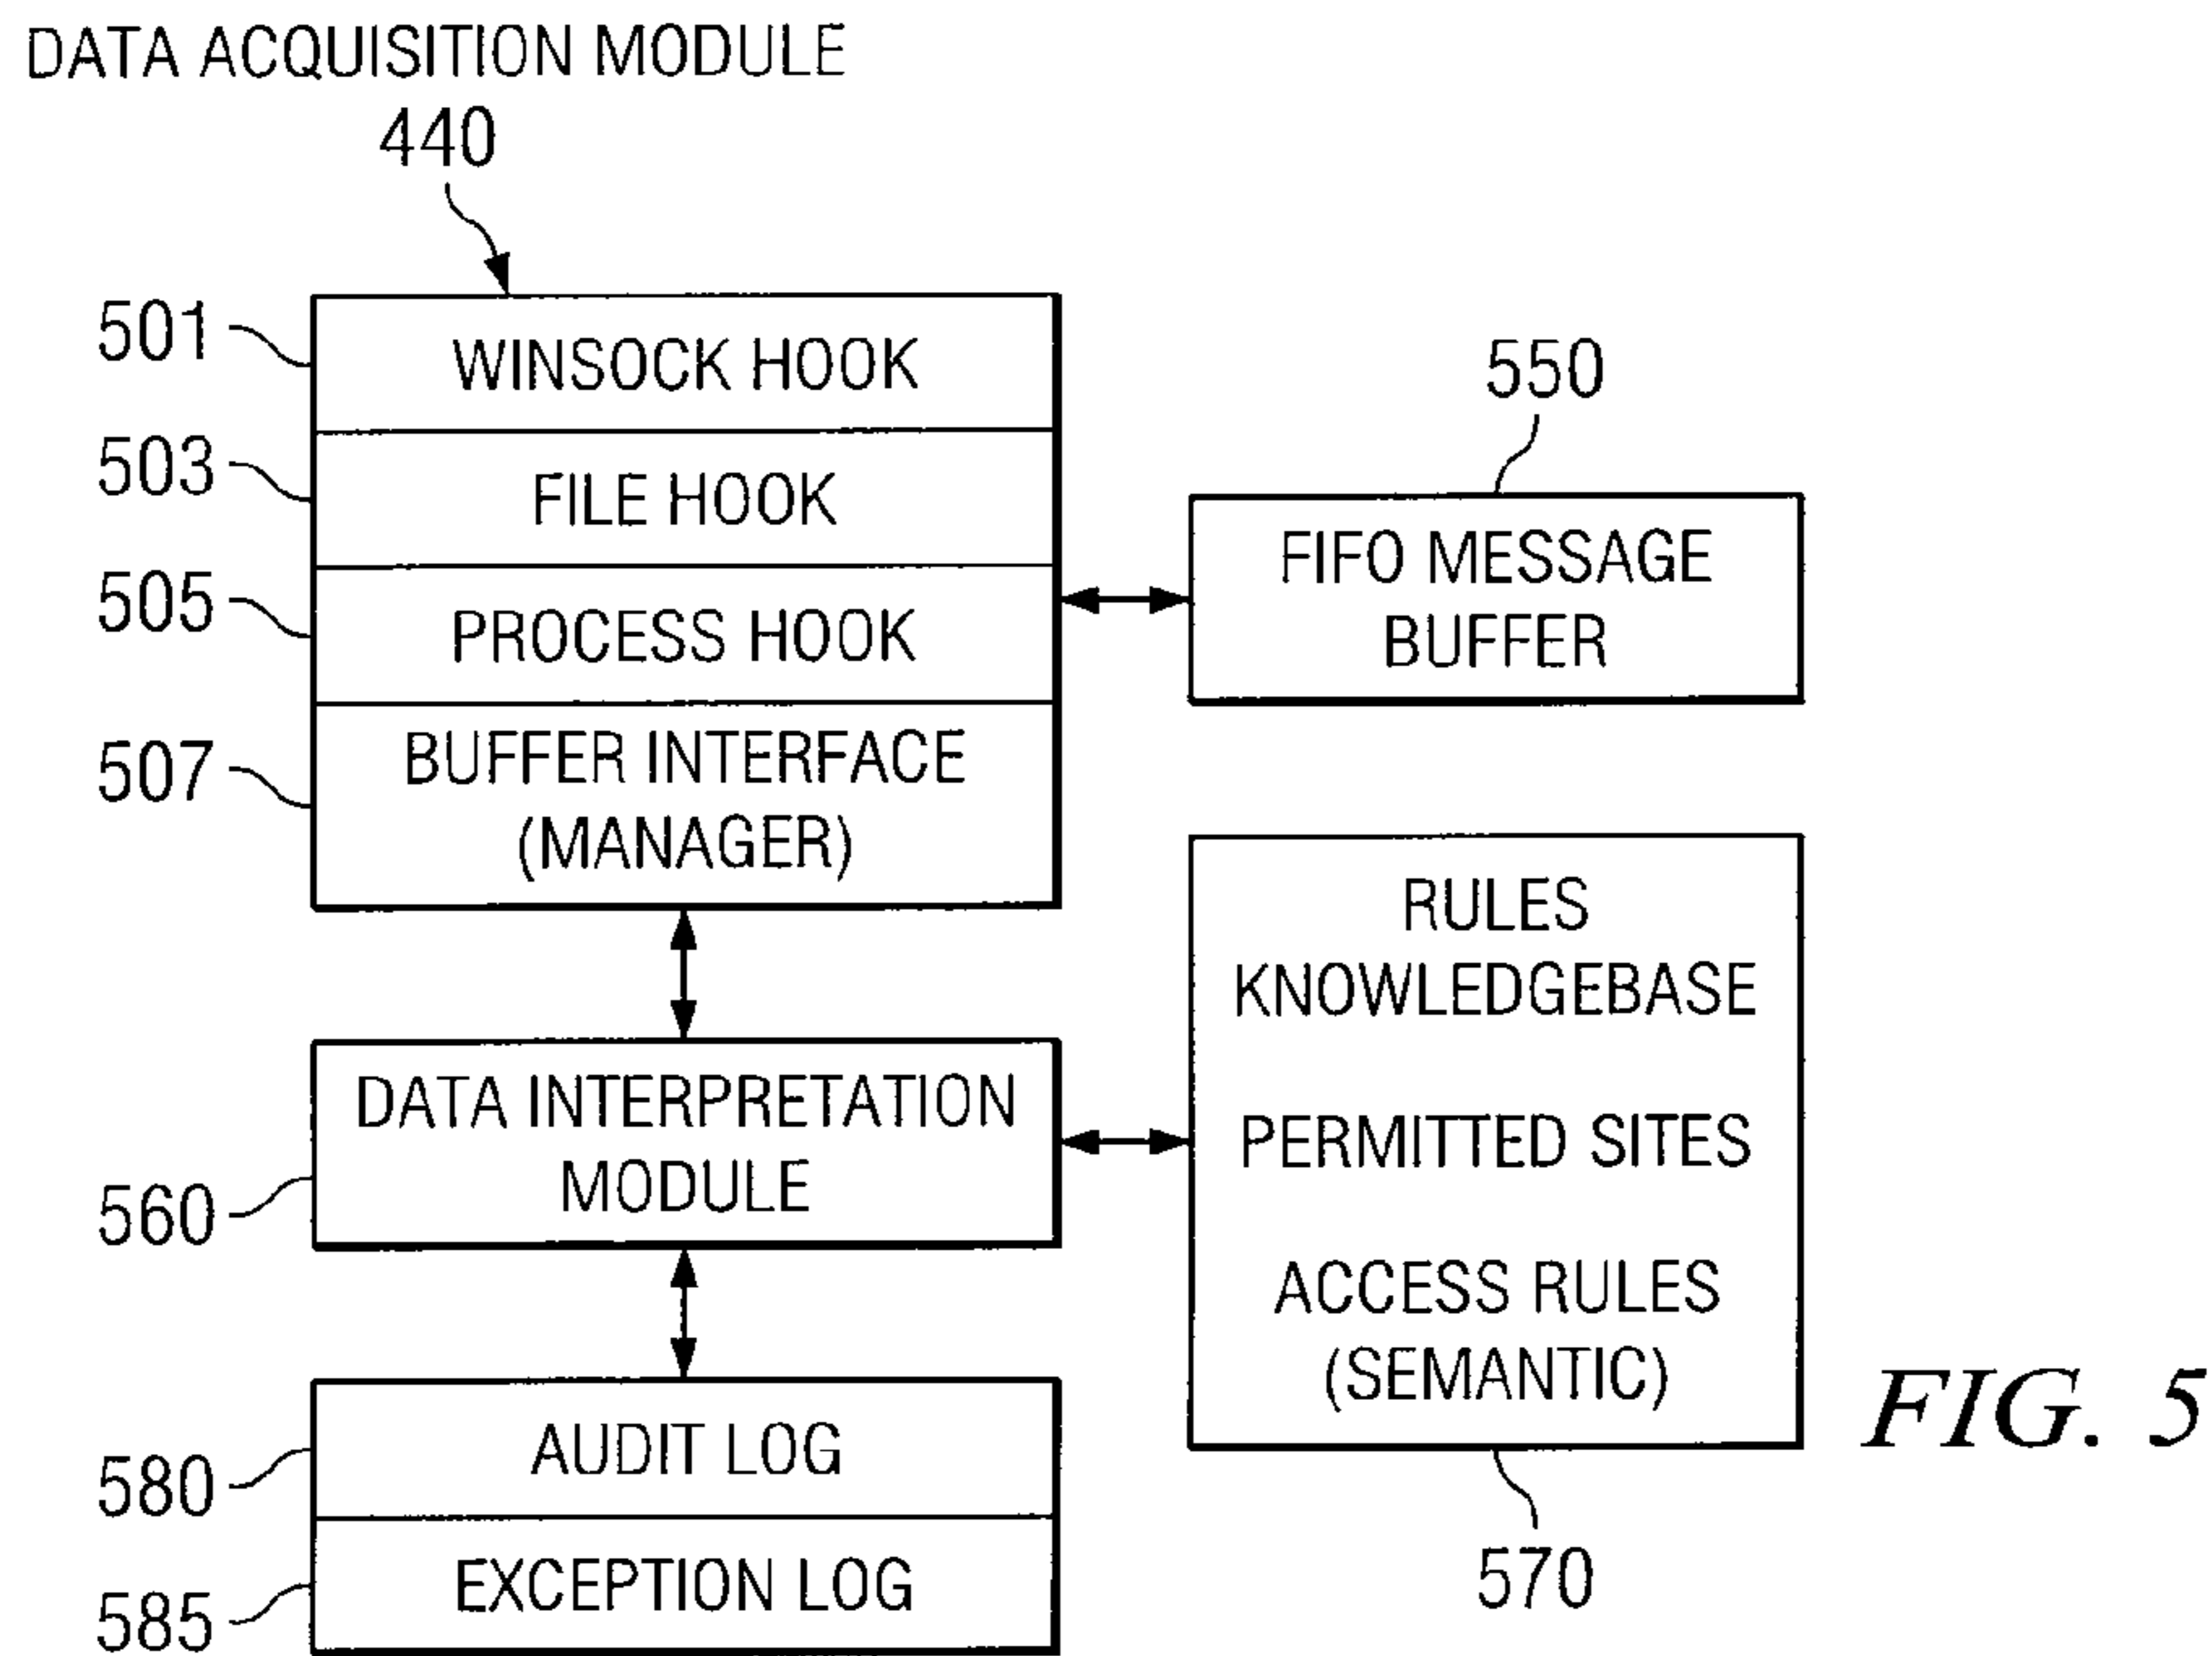 DATA ACQUISITION MODULE
440
501
WINSOCK HOOK
503
FILE HOOK
505
PROCESS HOOK
507
BUFFER INTERFACE
(MANAGER)
550
FIFO MESSAGE
BUFFER
560
DATA INTERPRETATION
MODULE
RULES
KNOWLEDGEBASE
PERMITTED SITES
ACCESS RULES
(SEMANTIC)
570
580
AUDIT LOG
585
EXCEPTION LOG
FIG. 5